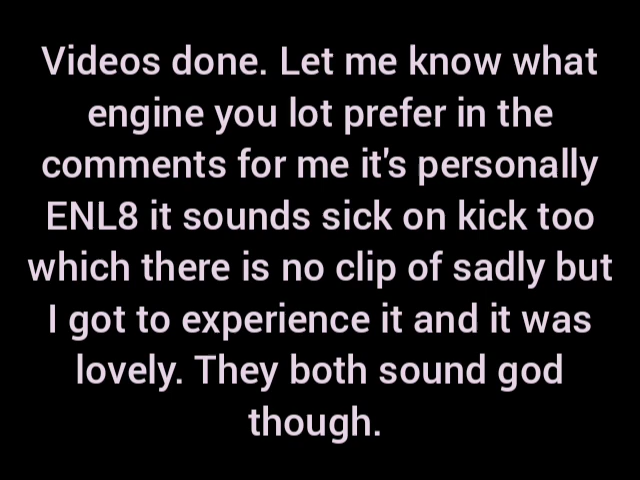 Videos done. Let me know what
engine you lot prefer in the
comments for me it's personally
ENL8 it sounds sick on kick too
which there is no clip of sadly but
I got to experience it and it was
lovely. They both sound god
though.